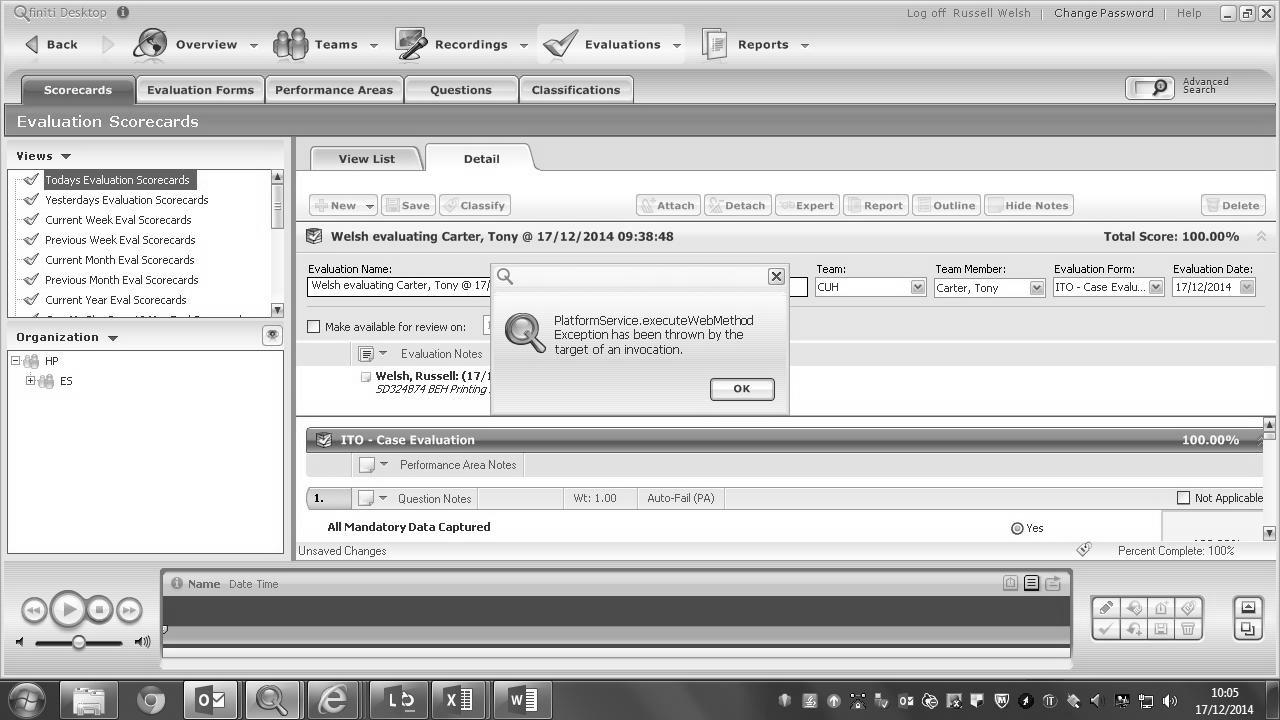 Qfiniti Desktop
Log off Russell Welsh | Change Password | Help
Back
Overview
Teams
Recordings
Evaluations
Reports
Scorecards
Evaluation Forms
Performance Areas
Questions
Classifications
Advanced
Search
Evaluation Scorecards
Views
Todays Evaluation Scorecards
Yesterdays Evaluation Scorecards
Current Week Eval Scorecards
Previous Week Eval Scorecards
Current Month Eval Scorecards
Previous Month Eval Scorecards
Current Year Eval Scorecards
Organization
HP
ES
View List
Detail
New
Save
Classify
Attach
Detach
Expert
Report
Outline
Hide Notes
Delete
Welsh evaluating Carter, Tony @ 17/12/2014 09:38:48
Total Score: 100.00%
Evaluation Name:
Welsh evaluating Carter, Tony @ 17/
Team:
CUH
Team Member:
Carter, Tony
Evaluation Form:
ITO - Case Evalu...
Evaluation Date:
17/12/2014
Make available for review on:
Evaluation Notes
Welsh, Russell: (17/1
SD324874 BEH Printing
PlatformService.executeWebMethod
Exception has been thrown by the
target of an invocation.
OK
ITO - Case Evaluation
100.00%
Performance Area Notes
1.
Question Notes
Wt: 1.00
Auto-Fail (PA)
Not Applicable
All Mandatory Data Captured
Yes
100.00%
Unsaved Changes
Percent Complete: 100%
Name
Date Time
10:05
17/12/2014